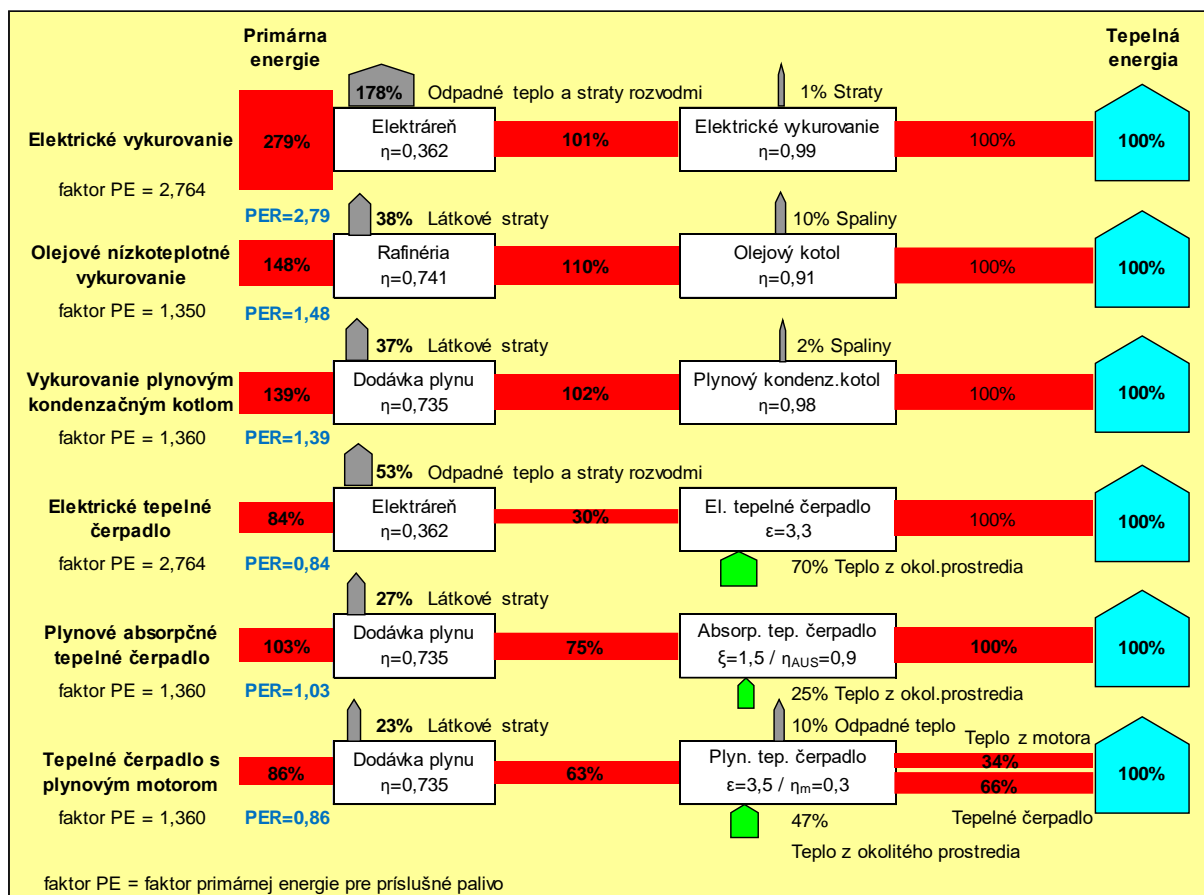 Primárna
energie
Tepelná
energia
178%
Odpadné teplo a straty rozvodmi
1% Straty
Elektrické vykurovanie
279%
Elektráreň
η=0,362
101%
Elektrické vykurovanie
η=0,99
100%
100%
faktor PE = 2,764
PER=2,79
38%
Látkové straty
10% Spaliny
Olejové nízkoteplotné
vykurovanie
148%
Rafinéria
η=0,741
110%
Olejový kotol
η=0,91
100%
100%
faktor PE = 1,350
PER=1,48
37%
Látkové straty
2% Spaliny
Vykurovanie plynovým
kondenzačným kotlom
139%
Dodávka plynu
η=0,735
102%
Plynový kondenz.kotol
η=0,98
100%
100%
faktor PE = 1,360
PER=1,39
53%
Odpadné teplo a straty rozvodmi
Elektrické tepelné
čerpadlo
84%
Elektráreň
η=0,362
30%
El. tepelné čerpadlo
ε=3,3
100%
100%
faktor PE = 2,764
PER=0,84
70% Teplo z okol.prostredia
27%
Látkové straty
Plynové absorpčné
tepelné čerpadlo
103%
Dodávka plynu
η=0,735
75%
Absorp. tep. čerpadlo
ξ=1,5 / ηAUS=0,9
100%
100%
faktor PE = 1,360
PER=1,03
25% Teplo z okol.prostredia
23%
Látkové straty
10% Odpadné teplo
Teplo z motora
Tepelné čerpadlo s
plynovým motorom
86%
Dodávka plynu
η=0,735
63%
Plyn. tep. čerpadlo
ε=3,5 / ηm=0,3
34%
66%
100%
faktor PE = 1,360
PER=0,86
47%
Teplo z okolitého prostredia
Tepelné čerpadlo
faktor PE = faktor primárnej energie pre príslušné palivo